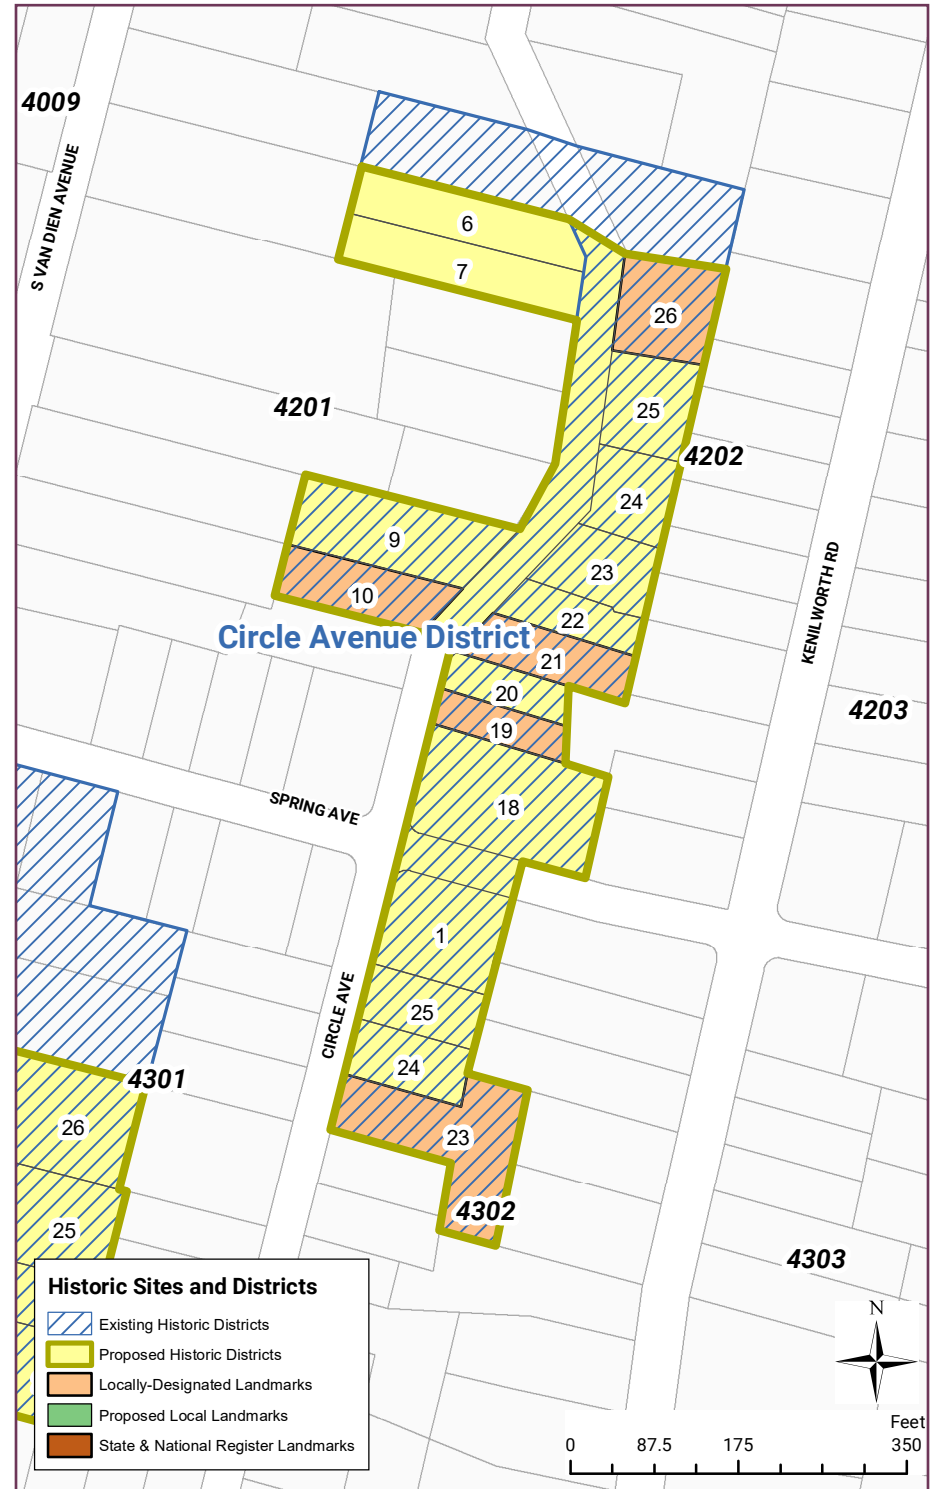 4009
S VAN DIEN AVENUE
6
7
26
4201
25
4202
24
9
23
10
22
Circle Avenue District
21
20
19
KENILWORTH RD
4203
SPRING AVE
18
1
CIRCLE AVE
25
24
4301
26
23
25
4302
4303
Historic Sites and Districts
Existing Historic Districts
Proposed Historic Districts
Locally-Designated Landmarks
Proposed Local Landmarks
State & National Register Landmarks
N
Feet
0 87.5 175 350